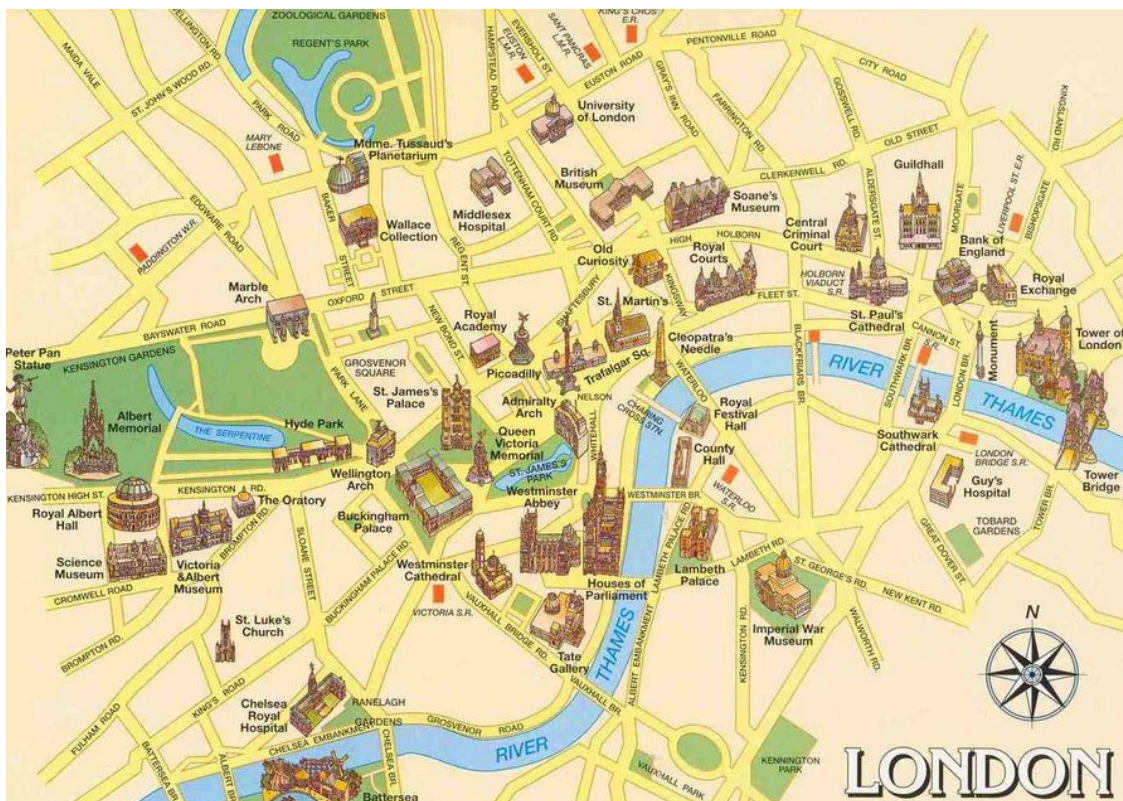 ZOOLOGICAL GARDENS
REGENT'S PARK
WELLINGTON RD.
MAIDA VALE
ST. JOHN'S WOOD RD.
PARK ROAD
HAMPSTEAD ROAD
EVERSHOLT ST.
EUSTON
L.M.R.
SANT PANCRAS
L.M.R.
KING'S CROS
E.R.
EUSTON ROAD
PENTONVILLE ROAD
GRAY'S INN ROAD
FARRINGTON RD.
CITY ROAD
GOSSWELL RD.
OLD STREET
KINGSLAND RD.
MARY
LEBONE
Mdme. Tussaud's
Planetarium
University
of London
British
Museum
TOTTENHAM COURT RD.
Middlesex
Hospital
CLERKENWELL RD.
Guildhall
ALDERSGATE ST.
MOORGATE
LIVERPOOL ST. E.R.
BISHOPSGATE
EDGWARE ROAD
PADDINGTON W.R.
BAKER
STREET
Wallace
Collection
REGENT ST.
Soane's
Museum
Central
Criminal
Court
HIGH
HOLBORN
Old
Curiosity
Royal
Courts
KINGSWAY
Bank of
England
Royal
Exchange
HOLBORN
VIADUCT
S.R.
FLEET ST.
St. Paul's
Cathedral
Marble
Arch
OXFORD STREET
NEW BOND ST.
SHAFTESBURY
St.
Martin's
Royal
Academy
Piccadilly
Trafalgar Sq.
Cleopatra's
Needle
WATERLOO
BLACKFRIARS BR.
CANNON ST.
S.R.
SOUTHWARK BR.
LONDON BR.
Monument
Tower of
London
BAYSWATER ROAD
Peter Pan
Statue
KENSINGTON GARDENS
GROSVENOR
SQUARE
PARK LANE
RIVER
THAMES
Albert
Memorial
THE SERPENTINE
Hyde Park
St. James's
Palace
Admiralty
Arch
NELSON
WHITEHALL
CHARING
CROSS STN.
Royal
Festival
Hall
Queen
Victoria
Memorial
ST. JAMES'S
PARK
County
Hall
Southwark
Cathedral
LONDON
BRIDGE S.R.
Guy's
Hospital
Tower
Bridge
TOWER BR.
TOBARD
GARDENS
GREAT DOVER ST.
Wellington
Arch
Buckingham
Palace
Westminster
Abbey
WESTMINSTER BR.
WATERLOO
S.R.
KENSINGTON HIGH ST.
KENSINGTON RD.
The Oratory
Royal Albert
Hall
BROMPTON RD.
Science
Museum
Victoria
&Albert
Museum
SLOANE STREET
BUCKINGHAM PALACE RD.
Westminster
Cathedral
VICTORIA S.R.
Houses of
Parliament
LAMBETH PALACE RD.
Lambeth
Palace
LAMBETH RD.
ST. GEORGE'S RD.
NEW KENT RD.
Imperial War
Museum
KENSINGTON RD.
WALWORTH RD.
CROMWELL ROAD
BROMPTON RD.
St. Luke's
Church
VAUXHALL BRIDGE RD.
Tate
Gallery
THAMES
ALBERT EMBANKMENT
VAUXHALL BR.
KING'S ROAD
FULHAM ROAD
Chelsea
Royal
Hospital
RANELAGH
GARDENS
GROSVENOR ROAD
CHELSEA EMBANKMENT
RIVER
BATTERSEA BR.
ALBERT BR.
CHELSEA BR.
Battersea
VAUXHALL PARK
KENNINGTON
PARK
N
LONDON